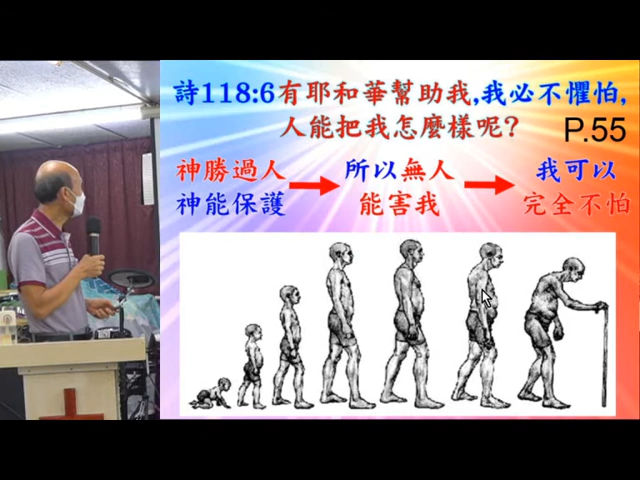 詩118:6有耶和華幫助我,我必不懼怕,
人能把我怎麼樣呢?
P.55
神勝過人 所以無人 我可以
神能保護 能害我 完全不怕